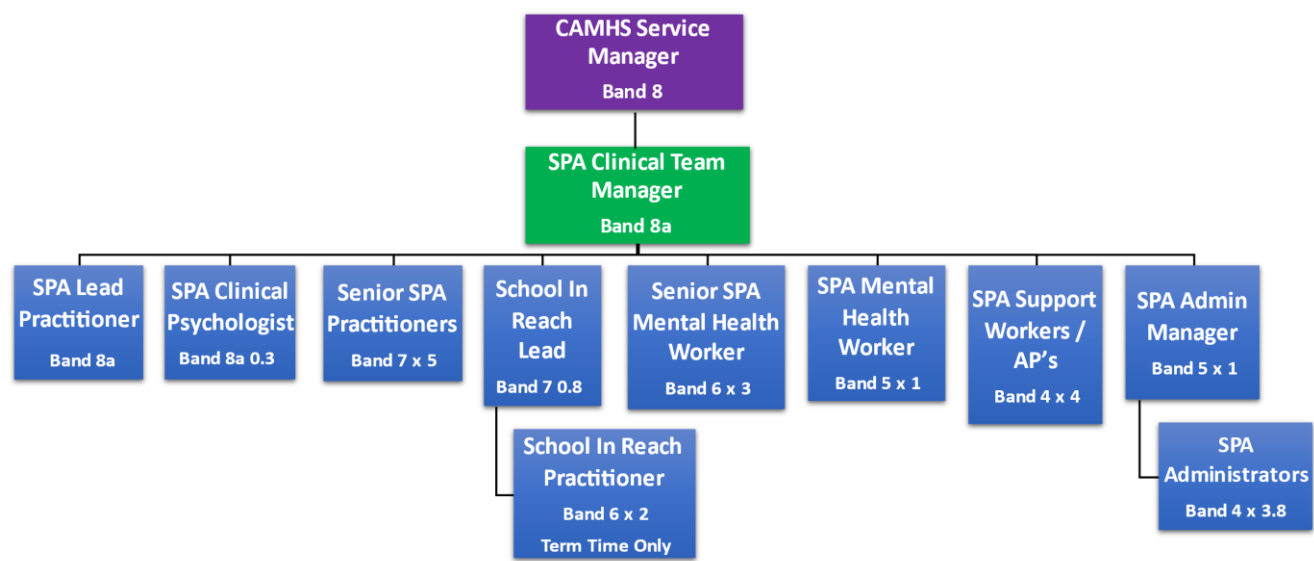 CAMHS Service
Manager
Band 8
SPA Clinical Team
Manager
Band 8a
SPA Lead
Practitioner
Band 8a
SPA Clinical
Psychologist
Band 8a 0.3
Senior SPA
Practitioners
Band 7 x 5
School In
Reach
Lead
Band 7 0.8
Senior SPA
Mental Health
Worker
Band 6 x 3
SPA Mental
Health
Worker
Band 5 x 1
SPA Support
Workers /
AP's
Band 4 x 4
SPA Admin
Manager
Band 5 x 1
School In Reach
Practitioner
Band 6 x 2
Term Time Only
SPA
Administrators
Band 4 x 3.8